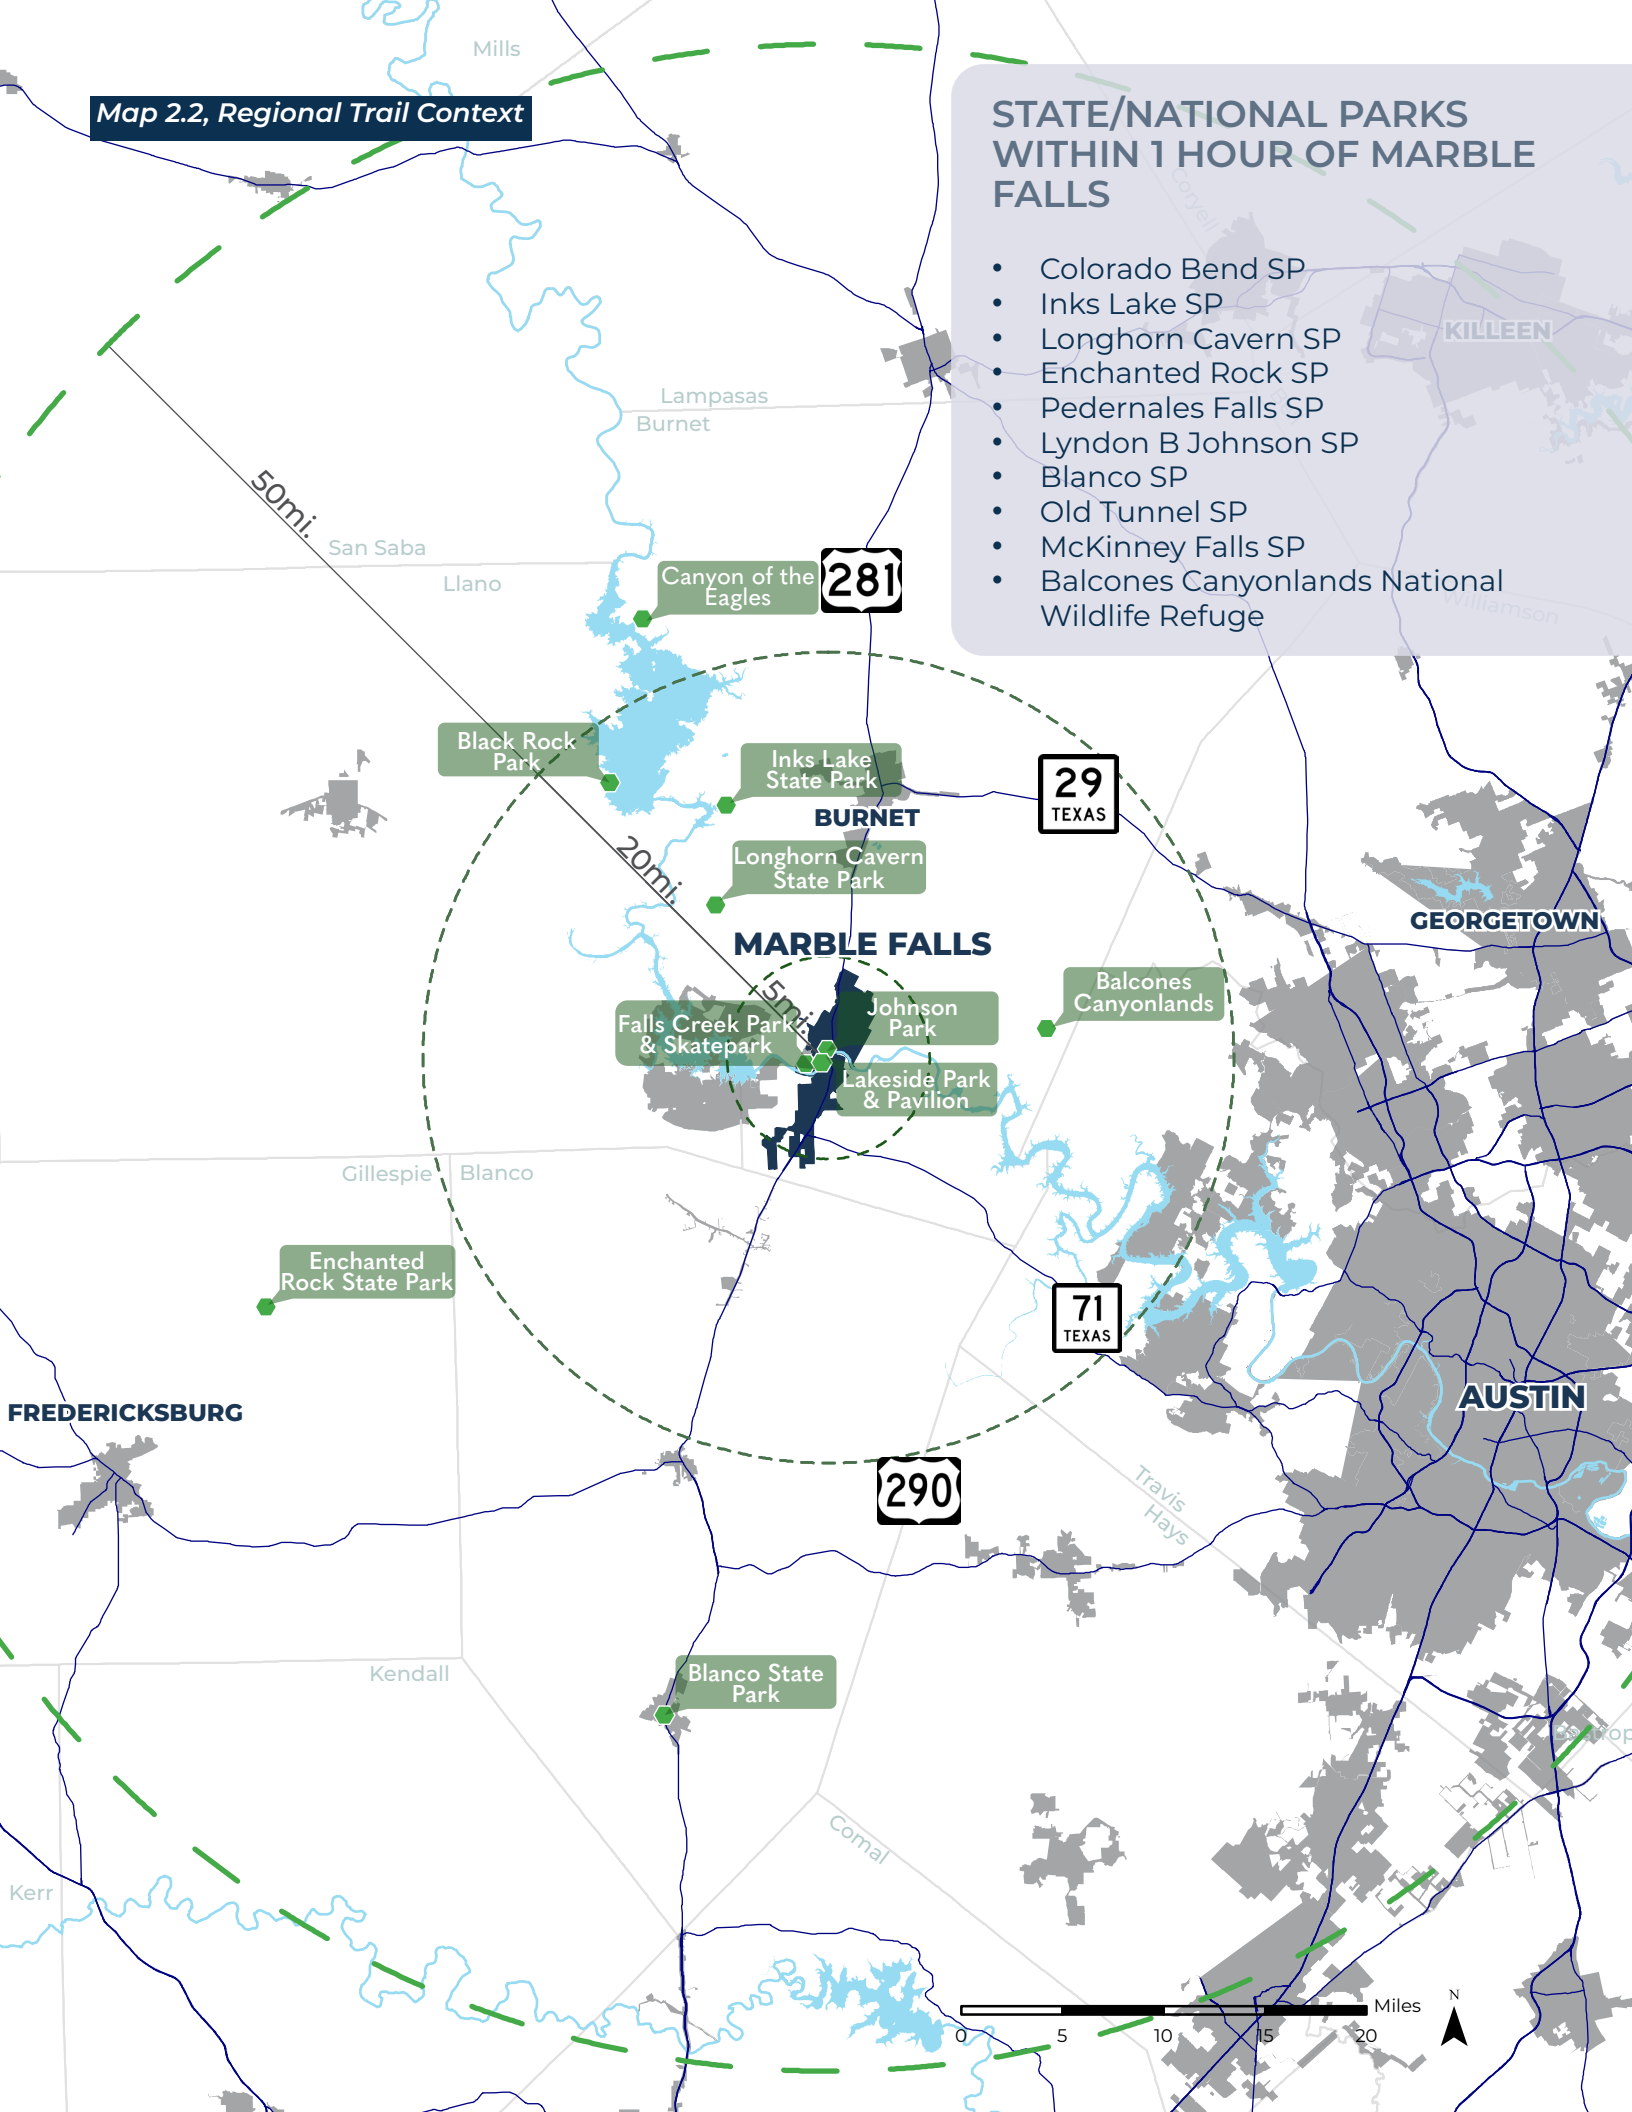 Mills
Map 2.2, Regional Trail Context
STATE/NATIONAL PARKS
WITHIN 1 HOUR OF MARBLE
FALLS
• Colorado Bend SP
• Inks Lake SP
• Longhorn Cavern SP
• Enchanted Rock SP
• Pedernales Falls SP
• Lyndon B Johnson SP
• Blanco SP
• Old Tunnel SP
• McKinney Falls SP
• Balcones Canyonlands National
Wildlife Refuge
Coryell
KILLEEN
Williamson
Lampasas
Burnet
50mi.
San Saba
Llano
Canyon of the
Eagles
281
Black Rock
Park
Inks Lake
State Park
BURNET
29
TEXAS
20mi.
Longhorn Cavern
State Park
GEORGETOWN
MARBLE FALLS
5mi.
Balcones
Canyonlands
Johnson
Park
Falls Creek Park
& Skatepark
Lakeside Park
& Pavilion
Gillespie
Blanco
Enchanted
Rock State Park
71
TEXAS
FREDERICKSBURG
AUSTIN
290
Travis
Hays
Kendall
Blanco State
Park
Bastrop
Comal
Kerr
Miles
N
0 5 10 15 20